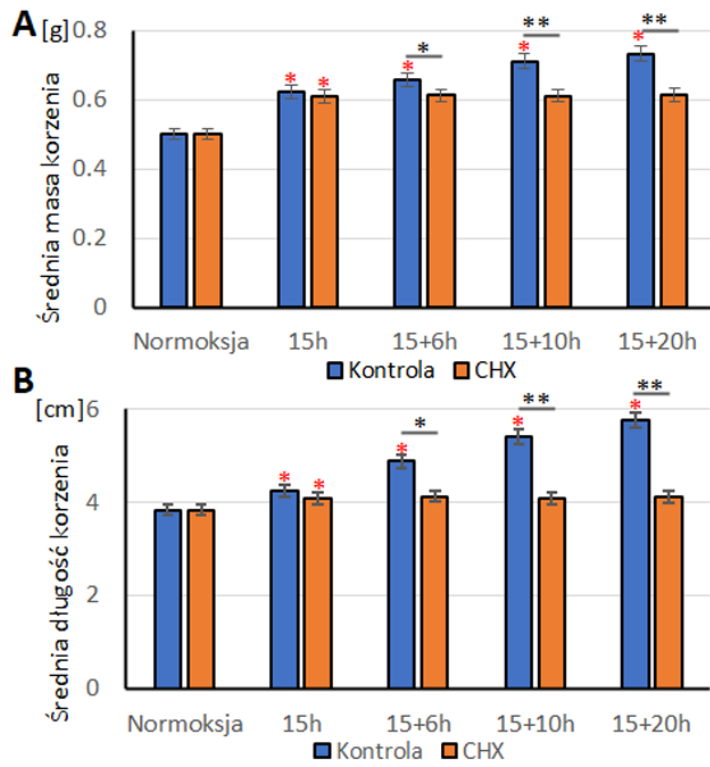 A
[g]
0.8
0.6
0.4
0.2
0
Średnia masa korzenia
* * * * ** * **
*
Normoksja 15h 15+6h 15+10h 15+20h
Kontrola CHX
B
[cm]
6
4
2
0
Średnia długość korzenia
* * * * * ** * **
Normoksja 15h 15+6h 15+10h 15+20h
Kontrola CHX